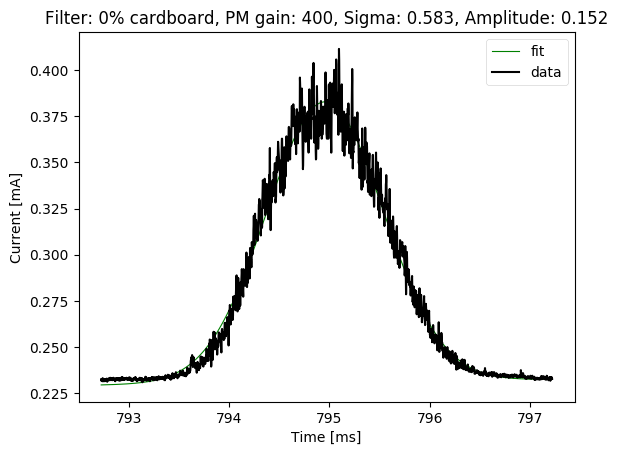 Filter: 0% cardboard, PM gain: 400, Sigma: 0.583, Amplitude: 0.152
fit
data
0.400
0.375
0.350
0.325
0.300
0.275
0.250
0.225
Current [mA]
793
794
795
796
797
Time [ms]